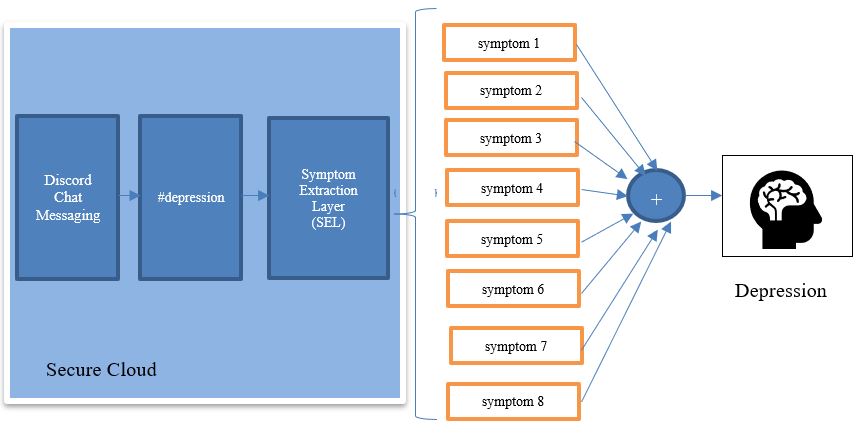 Discord
Chat
Messaging
#depression
Symptom
Extraction
Layer
(SEL)
Secure Cloud
symptom 1
symptom 2
symptom 3
symptom 4
symptom 5
symptom 6
symptom 7
symptom 8
{ }
+
Depression